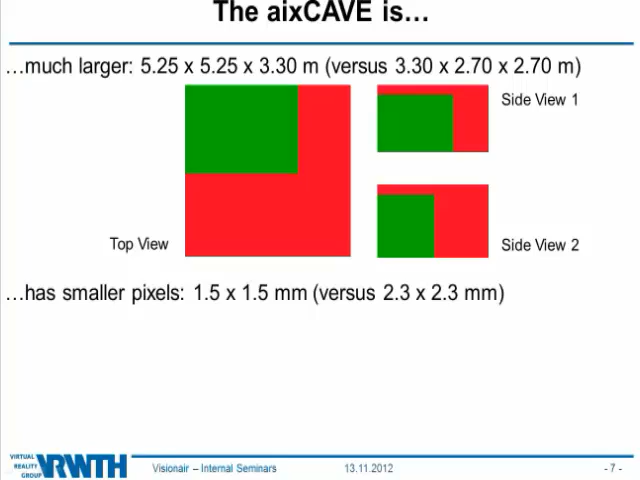 The aixCAVE is…
…much larger: 5.25 x 5.25 x 3.30 m (versus 3.30 x 2.70 x 2.70 m)
Side View 1
Top View
Side View 2
…has smaller pixels: 1.5 x 1.5 mm (versus 2.3 x 2.3 mm)
VIRTUAL
REALITY
GROUP
RWTH
Visionair – Internal Seminars
13.11.2012
- 7 -